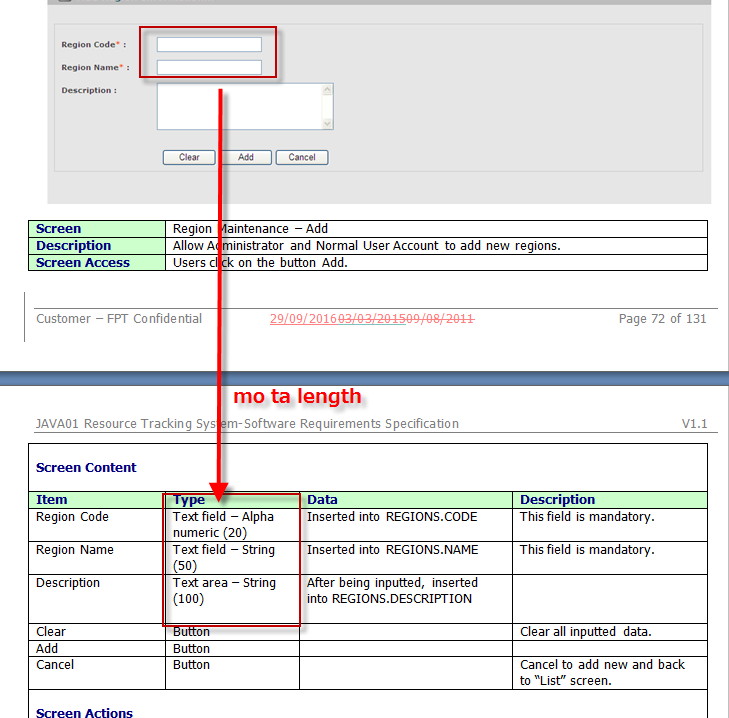 Region Code* :
Region Name* :
Description :
Clear Add Cancel
Screen Region Maintenance – Add
Description Allow Administrator and Normal User Account to add new regions.
Screen Access Users click on the button Add.
Customer – FPT Confidential 29/09/201603/03/201509/08/2011 Page 72 of 131
mo ta length
JAVA01 Resource Tracking System-Software Requirements Specification V1.1
Screen Content
Item Type Data Description
Region Code Text field – Alpha Inserted into REGIONS.CODE This field is mandatory.
numeric (20)
Region Name Text field – String Inserted into REGIONS.NAME This field is mandatory.
(50)
Description Text area – String After being inputted, inserted
(100) into REGIONS.DESCRIPTION
Clear Button Clear all inputted data.
Add Button
Cancel Button Cancel to add new and back
to “List” screen.
Screen Actions